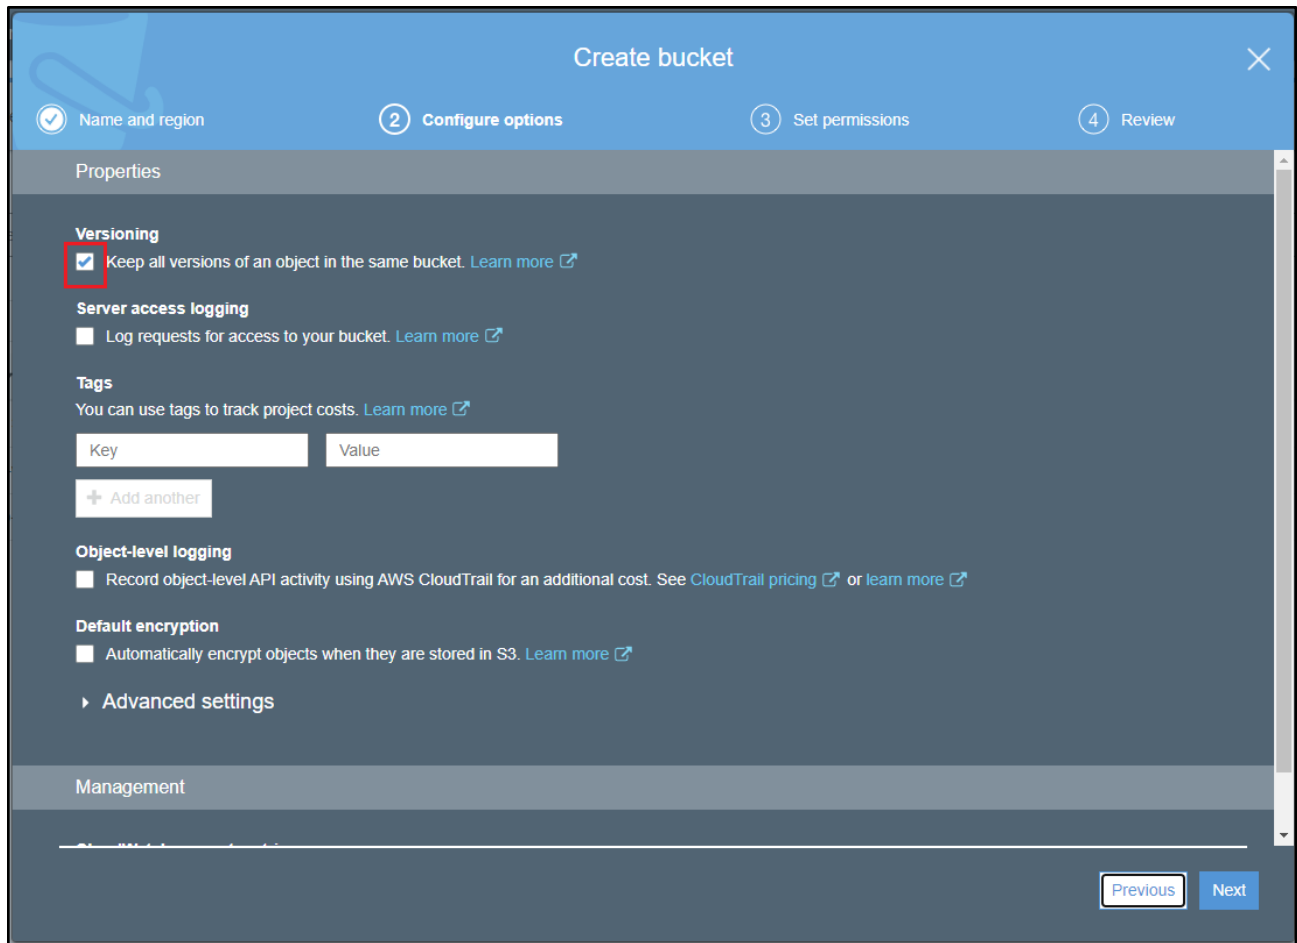 Create bucket
Name and region
2 Configure options
3 Set permissions
4 Review
Properties
Versioning
Keep all versions of an object in the same bucket. Learn more
Server access logging
Log requests for access to your bucket. Learn more
Tags
You can use tags to track project costs. Learn more
Key Value
+ Add another
Object-level logging
Record object-level API activity using AWS CloudTrail for an additional cost. See CloudTrail pricing or learn more
Default encryption
Automatically encrypt objects when they are stored in S3. Learn more
Advanced settings
Management
Previous Next